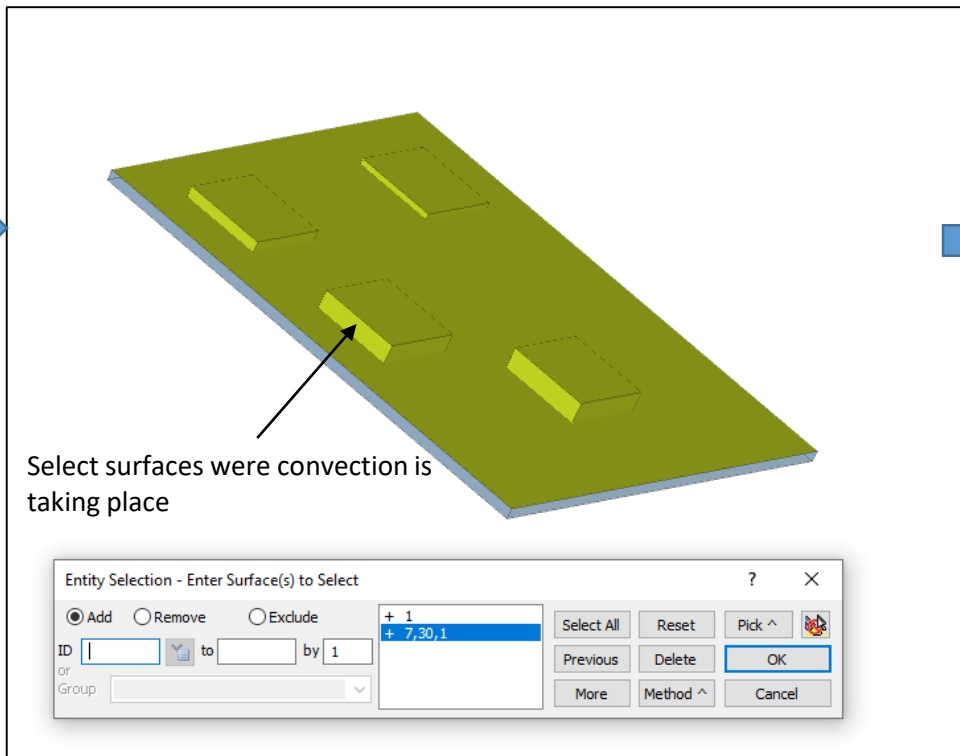 Select surfaces were convection is
taking place
Entity Selection - Enter Surface(s) to Select ? ×
Add Remove Exclude
+ 1
+ 7,30,1
Select All Reset Pick ^
ID to by 1
Previous Delete OK
or
Group
More Method ^ Cancel